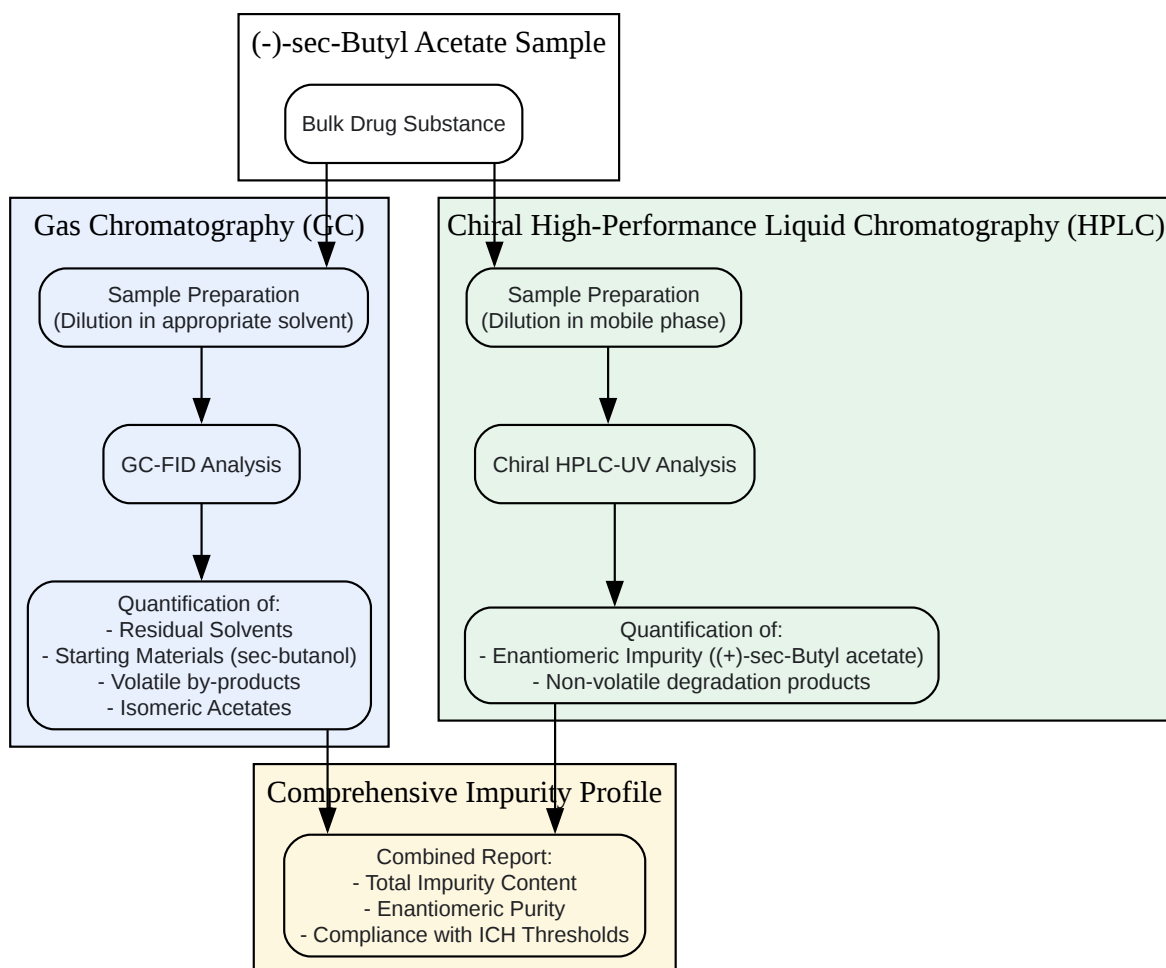 (-)-sec-Butyl Acetate Sample
Bulk Drug Substance
Gas Chromatography (GC)
Sample Preparation
(Dilution in appropriate solvent)
GC-FID Analysis
Quantification of:
- Residual Solvents
- Starting Materials (sec-butanol)
- Volatile by-products
- Isomeric Acetates
Chiral High-Performance Liquid Chromatography (HPLC)
Sample Preparation
(Dilution in mobile phase)
Chiral HPLC-UV Analysis
Quantification of:
- Enantiomeric Impurity ((+)-sec-Butyl acetate)
- Non-volatile degradation products
Comprehensive Impurity Profile
Combined Report:
- Total Impurity Content
- Enantiomeric Purity
- Compliance with ICH Thresholds